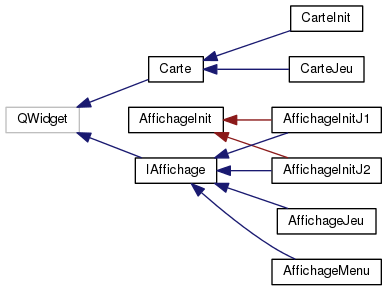 CarteInit
Carte
CarteJeu
QWidget
AffichageInit
AffichageInitJ1
IAffichage
AffichageInitJ2
AffichageJeu
AffichageMenu